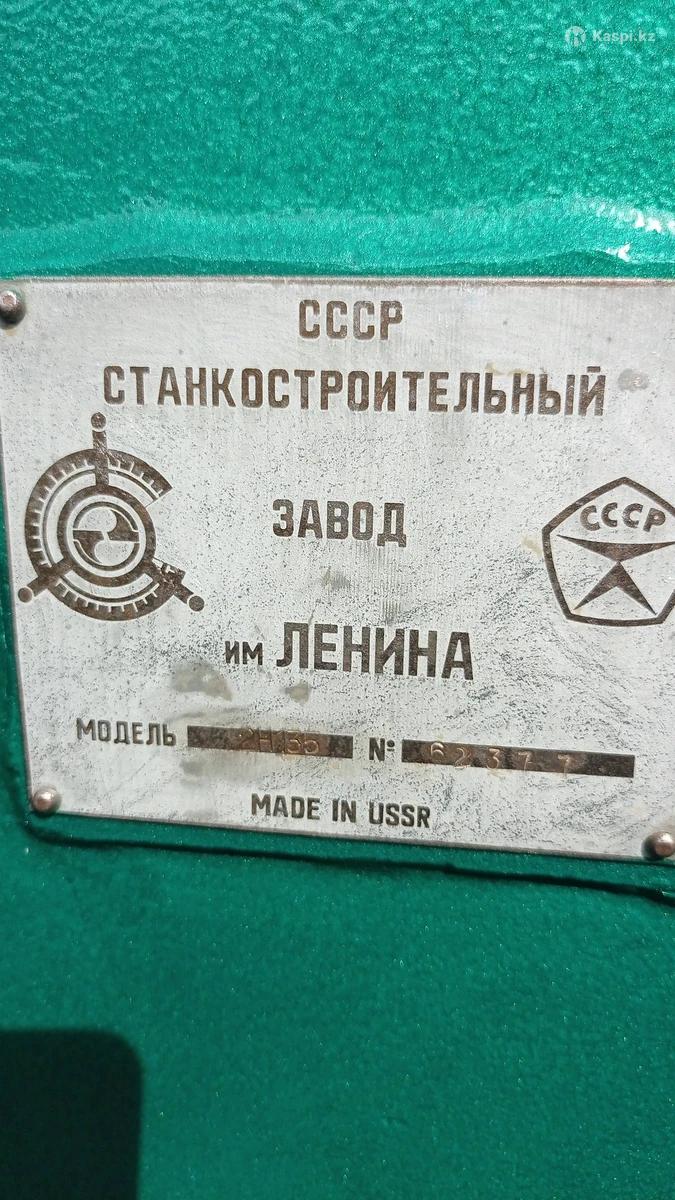 Kaspi.kz
СССР
СТАНКОСТРОИТЕЛЬНЫЙ
ЗАВОД
СССР
им ЛЕНИНА
МОДЕЛЬ 2Н135 № 62377
MADE IN USSR